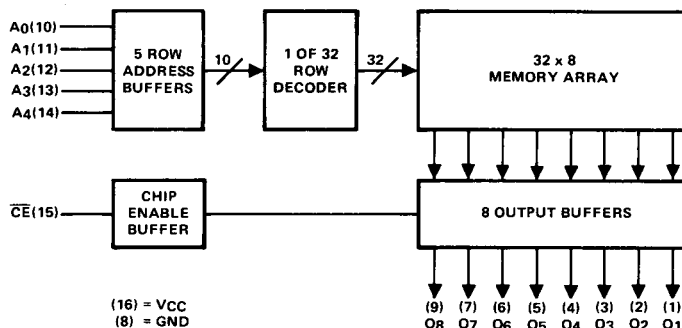 A0(10)
A1(11)
A2(12)
A3(13)
A4(14)
5 ROW
ADDRESS
BUFFERS
10
1 OF 32
ROW
DECODER
32
32 x 8
MEMORY ARRAY
CE(15)
CHIP
ENABLE
BUFFER
8 OUTPUT BUFFERS
(16) = VCC
(8) = GND
(9) (7) (6) (5) (4) (3) (2) (1)
O8 O7 O6 O5 O4 O3 O2 O1